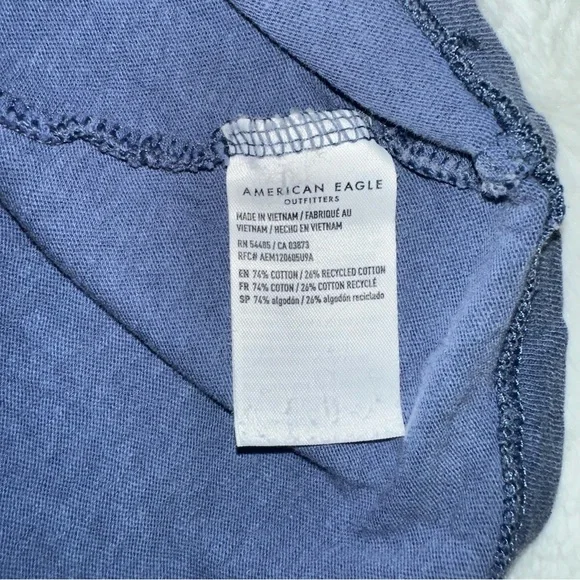 AMERICAN EAGLE
OUTFITTERS
MADE IN VIETNAM / FABRIQUÉ AU
VIETNAM / HECHO EN VIETNAM
RN 54485 / CA 03873
RFC# AEM120605U9A
EN 74% COTTON / 26% RECYCLED COTTON
FR 74% COTON / 26% COTON RECYCLÉ
SP 74% algodón / 26% algodón reciclado